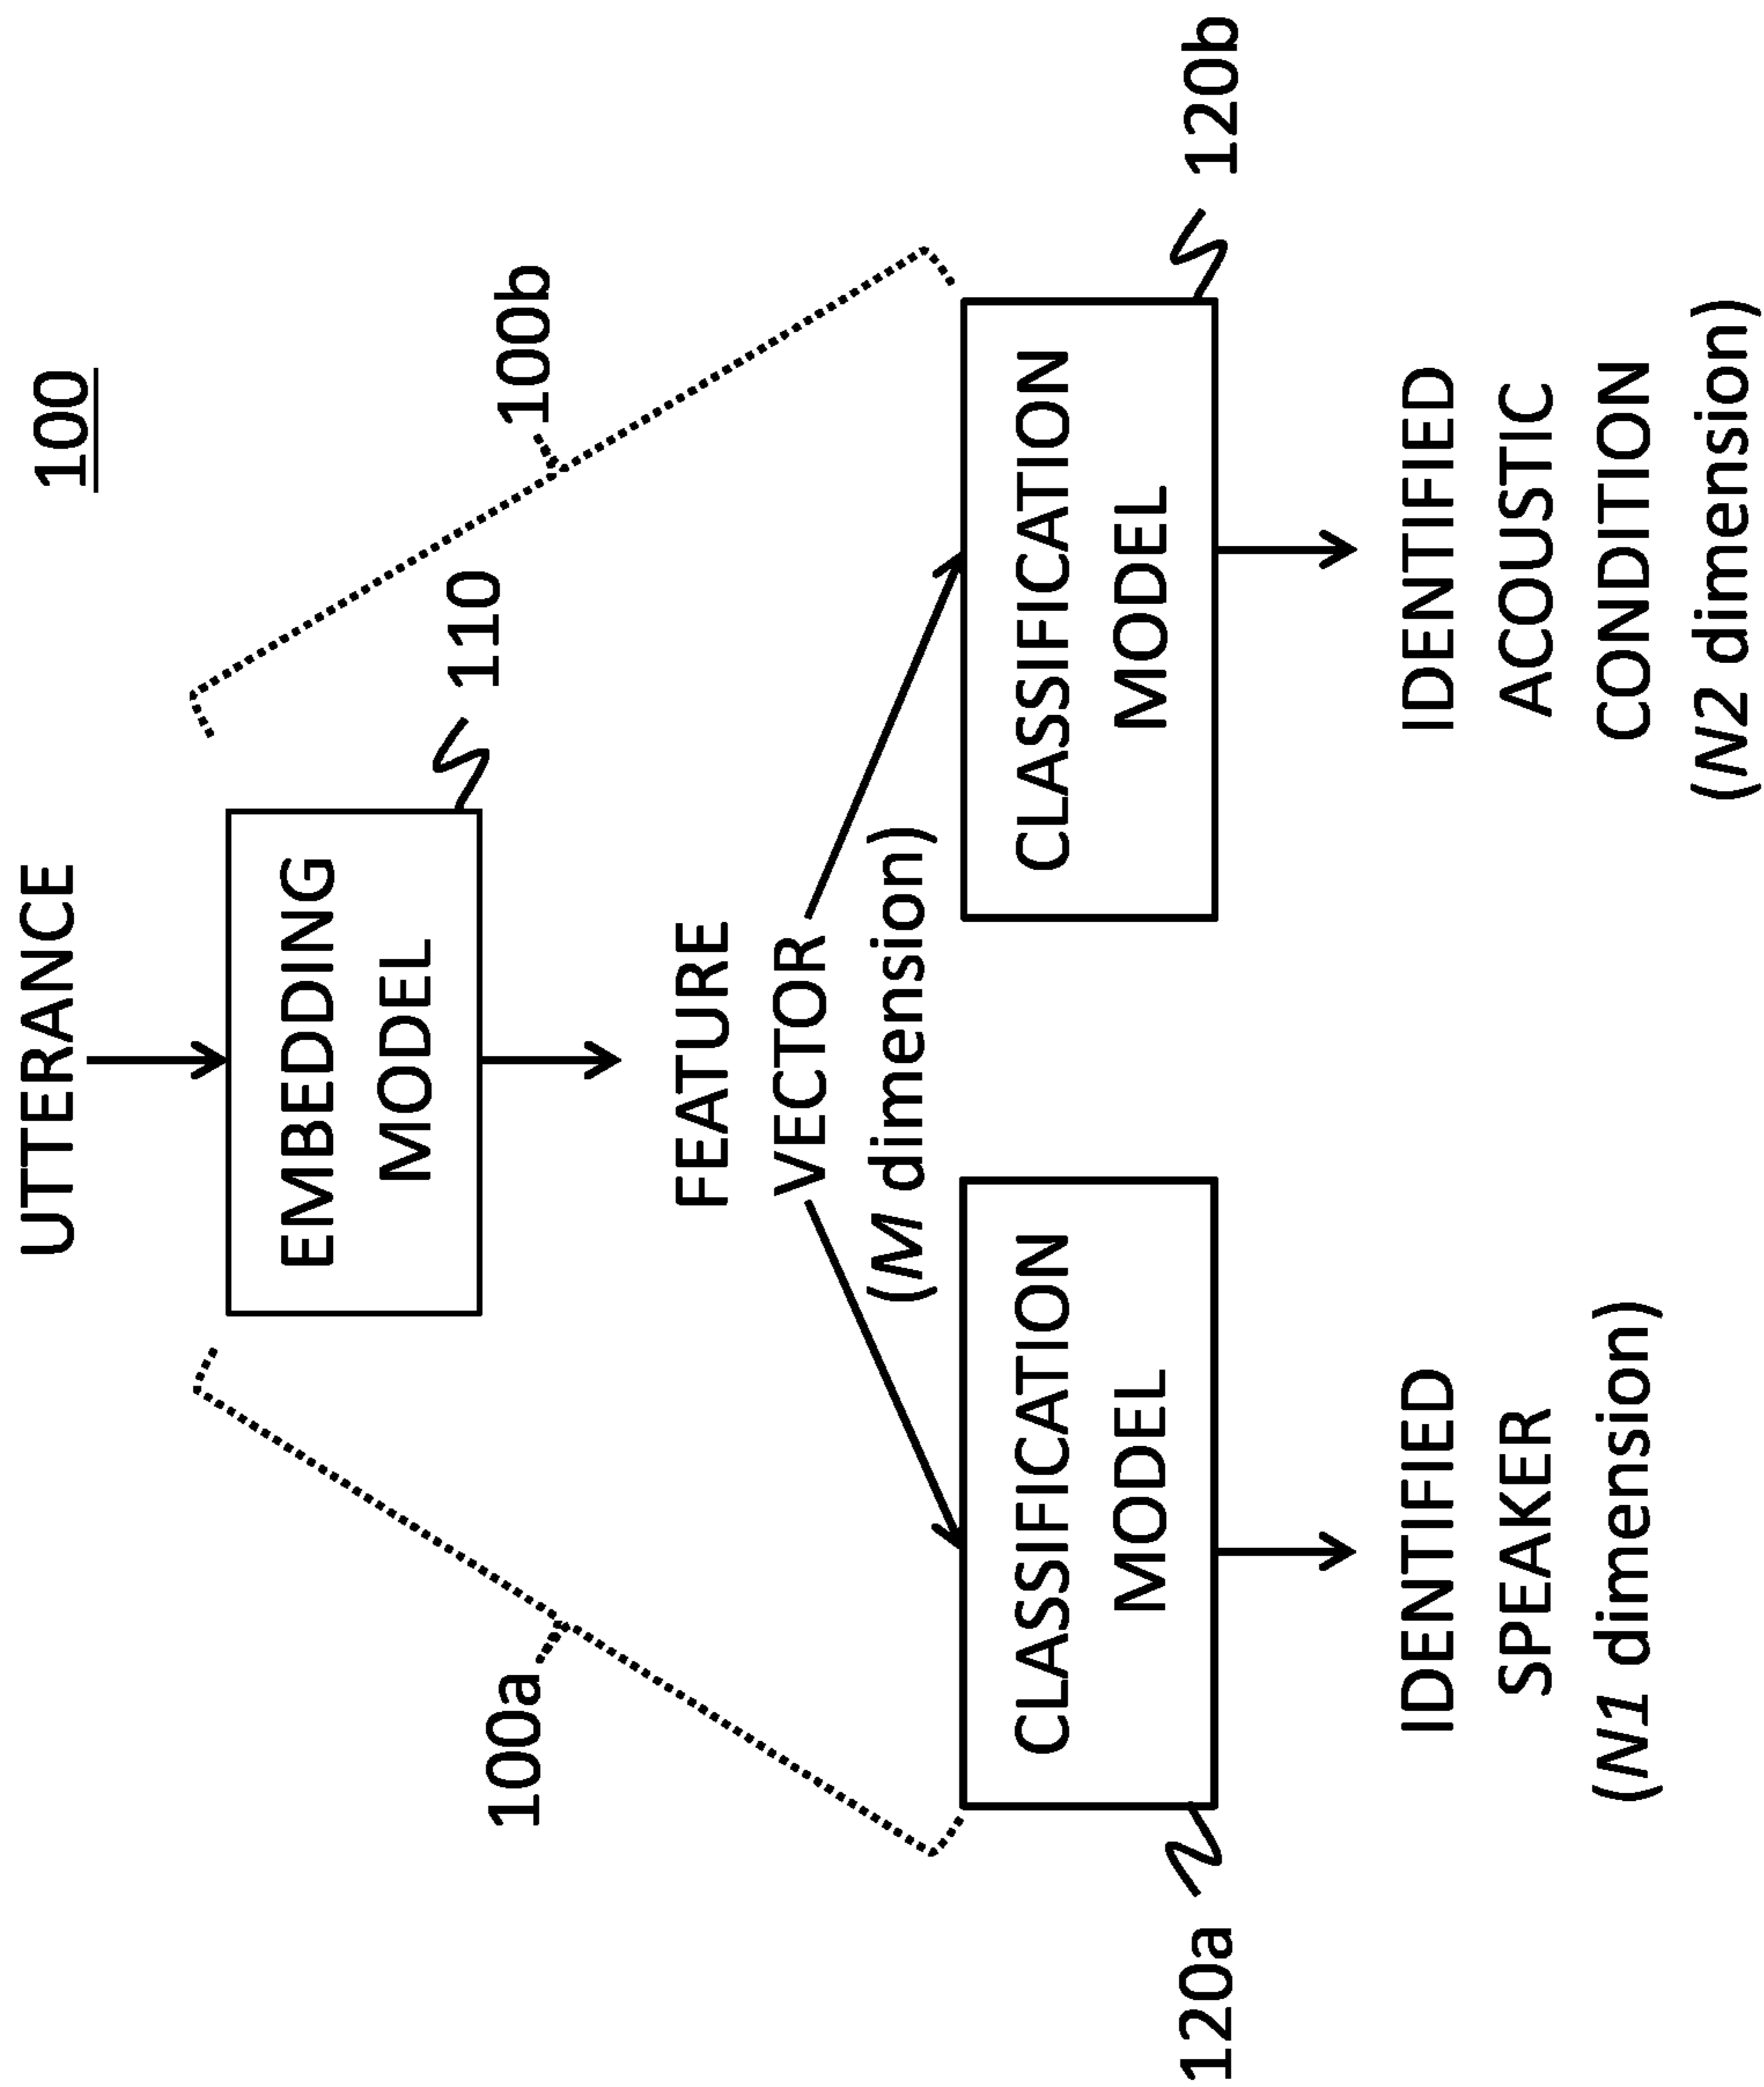 100
UTTERANCE
EMBEDDING
MODEL
110
100a
100b
FEATURE
VECTOR
(M dimension)
CLASSIFICATION
MODEL
120a
CLASSIFICATION
MODEL
120b
IDENTIFIED
SPEAKER
(N1 dimension)
IDENTIFIED
ACOUSTIC
CONDITION
(N2 dimension)